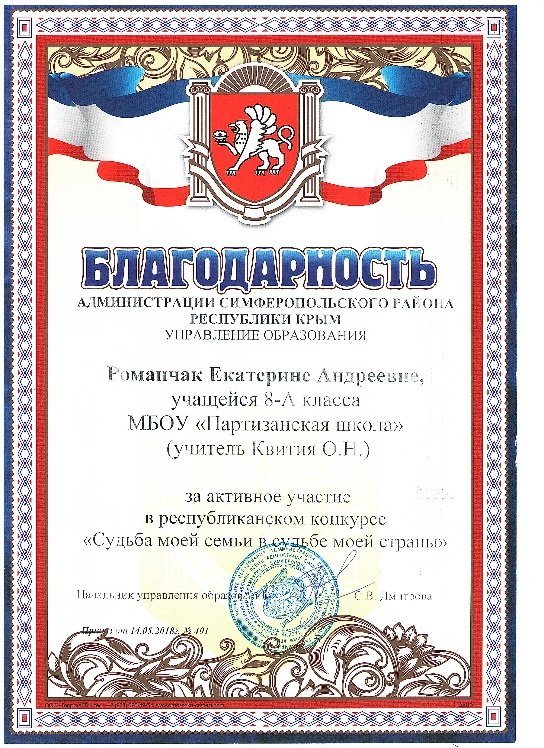 БЛАГОДАРНОСТЬ
АДМИНИСТРАЦИИ СИМФЕРОПОЛЬСКОГО РАЙОНА
РЕСПУБЛИКИ КРЫМ
УПРАВЛЕНИЕ ОБРАЗОВАНИЯ
Романчак Екатерине Андреевне,
учащейся 8-А класса
МБОУ «Партизанская школа»
(учитель Квития О.Н.)
за активное участие
в республиканском конкурсе
«Судьба моей семьи в судьбе моей страны»
Начальник управления образования С.В. Дмитрова
Приказ от 14.05.2018г. № 401